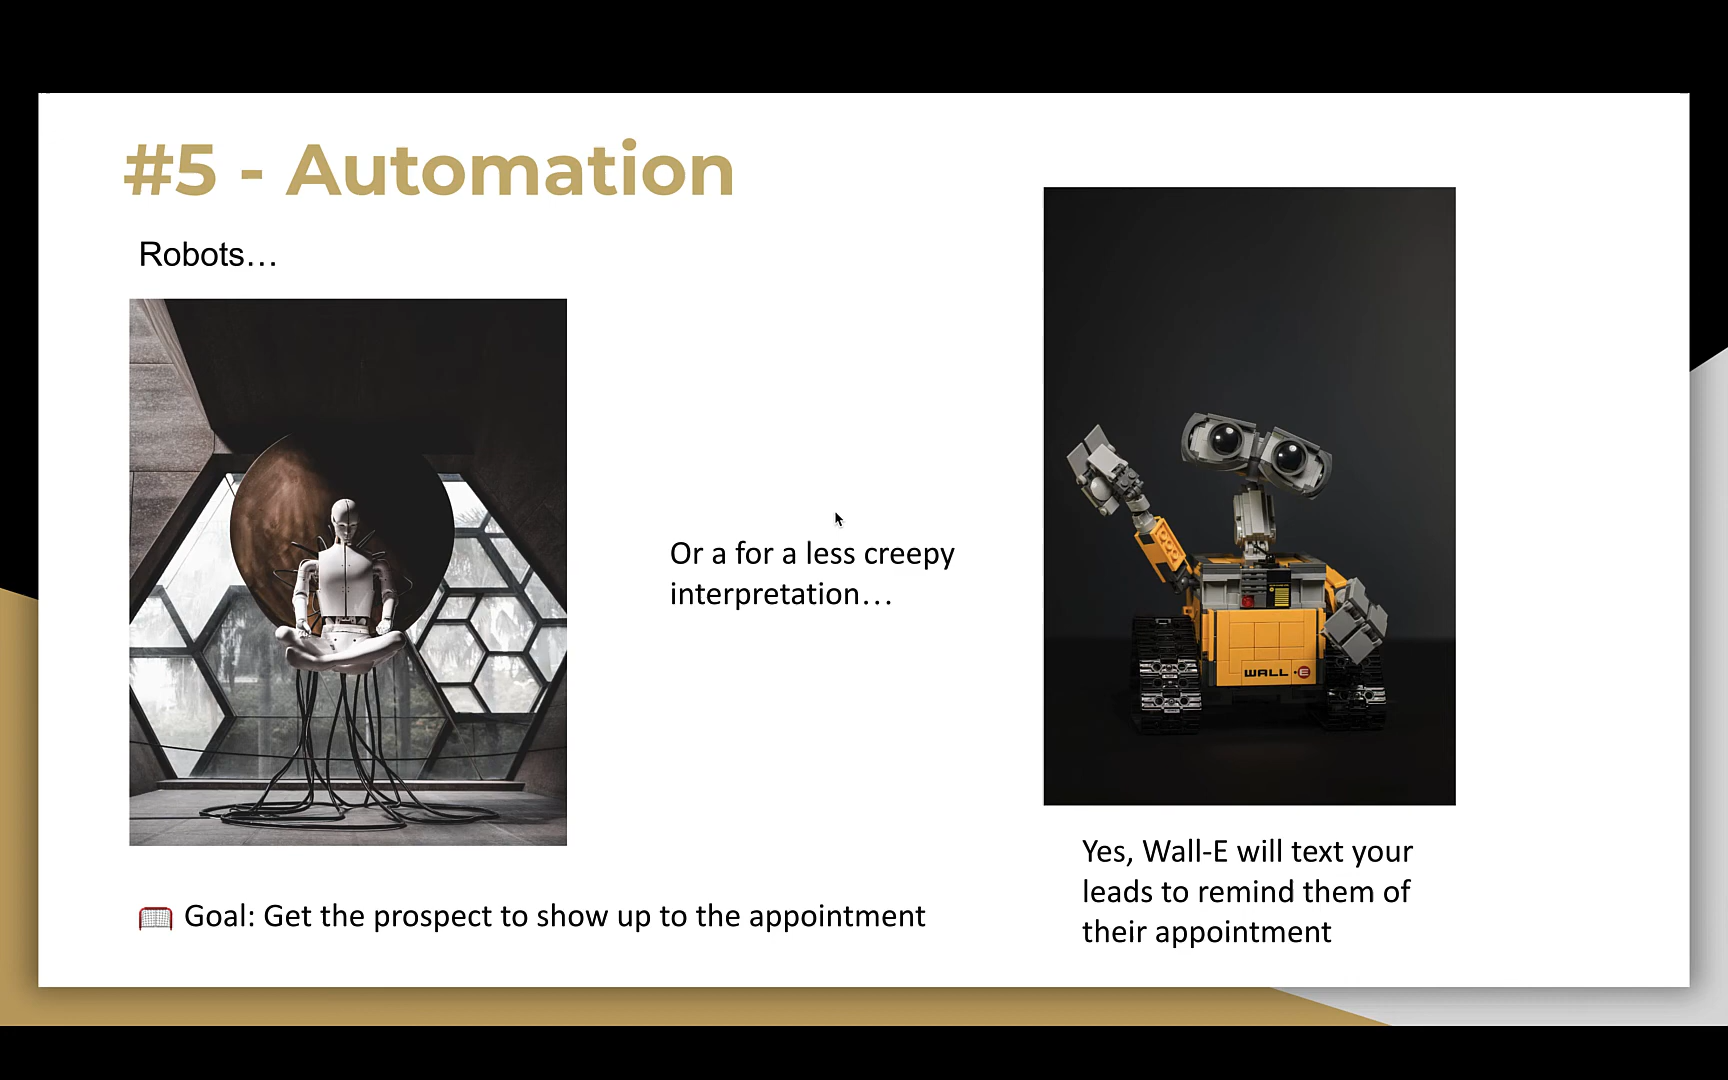 #5 - Automation
Robots…
Or a for a less creepy
interpretation…
WALL•E
Yes, Wall-E will text your
leads to remind them of
their appointment
🥅 Goal: Get the prospect to show up to the appointment